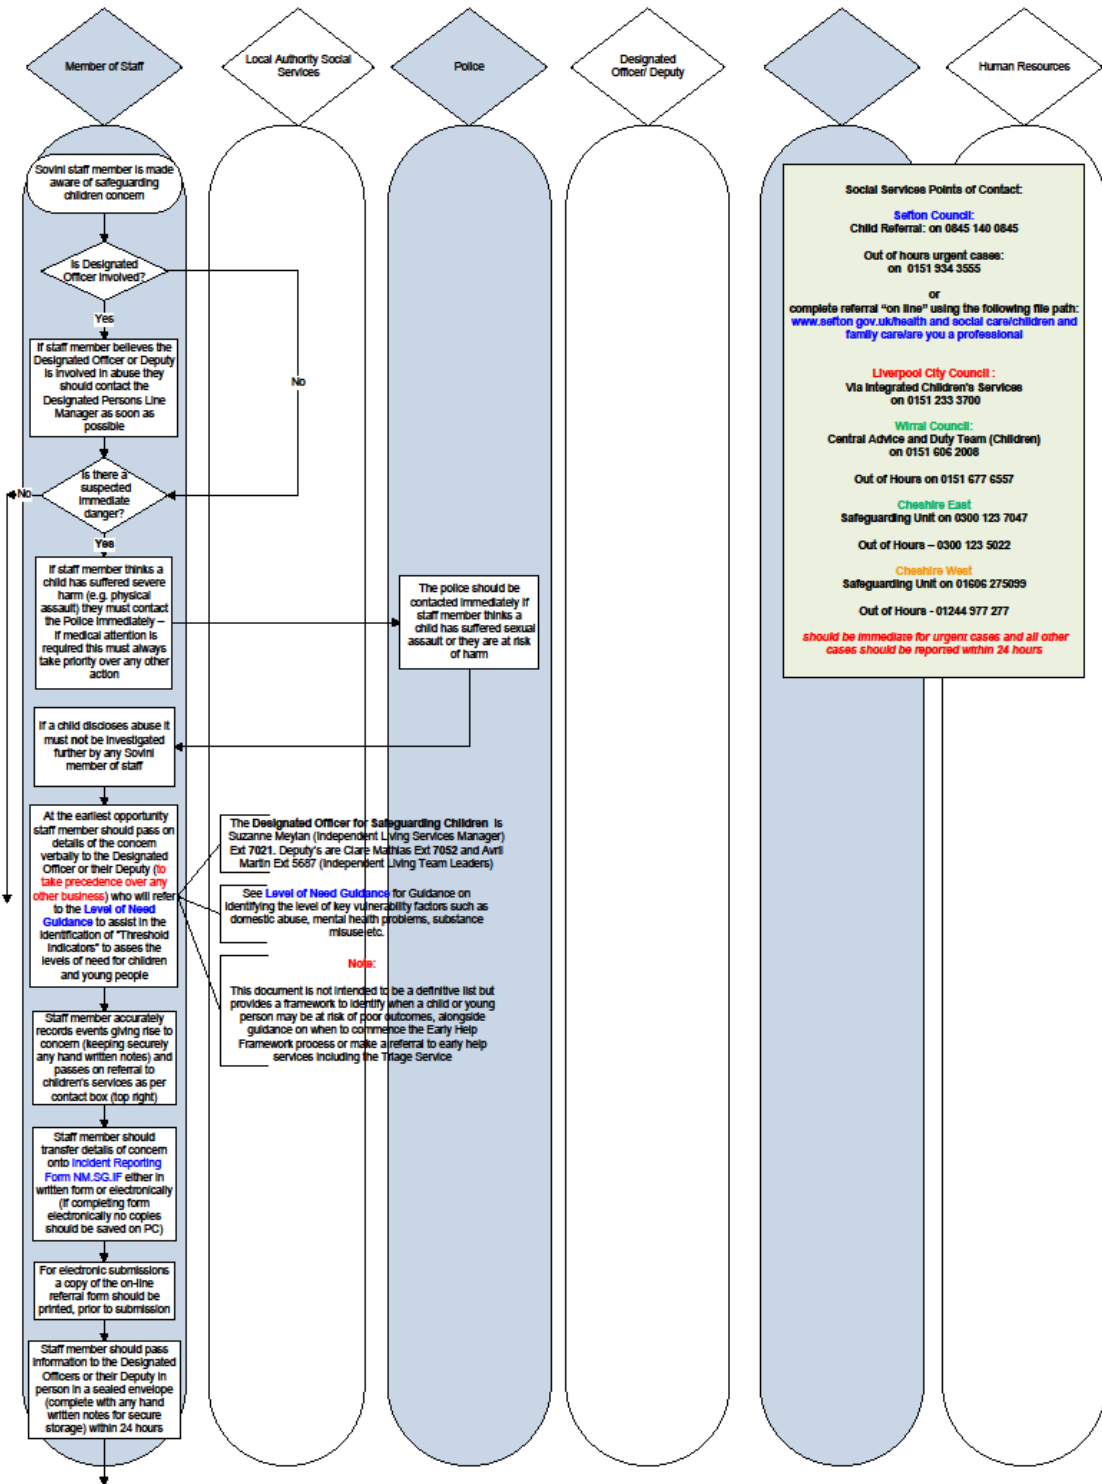 Member of Staff
Local Authority Social
Services
Police
Designated
Officer/ Deputy
Human Resources
Sovini staff member is made
aware of safeguarding
children concern
Is Designated
Officer Involved?
Yes
No
If staff member believes the
Designated Officer or Deputy
is involved in abuse they
should contact the
Designated Persons Line
Manager as soon as
possible
Is there a
suspected
immediate
danger?
No
Yes
If staff member thinks a
child has suffered severe
harm (e.g. physical
assault) they must contact
the Police immediately –
If medical attention is
required this must always
take priority over any other
action
The police should be
contacted immediately if
staff member thinks a
child has suffered sexual
assault or they are at risk
of harm
If a child discloses abuse it
must not be investigated
further by any Sovini
member of staff
At the earliest opportunity
staff member should pass on
details of the concern
verbally to the Designated
Officer or their Deputy (to
take precedence over any
other business) who will refer
to the Level of Need
Guidance to assist in the
identification of "Threshold
Indicators" to asses the
levels of need for children
and young people
The Designated Officer for Safeguarding Children is
Suzanne Meylan (Independent Living Services Manager)
Ext 7021. Deputy's are Clare Mathias Ext 7052 and Avril
Martin Ext 5687 (Independent Living Team Leaders)
See Level of Need Guidance for Guidance on
identifying the level of key vulnerability factors such as
domestic abuse, mental health problems, substance
misuse etc.
Note:
This document is not intended to be a definitive list but
provides a framework to identify when a child or young
person may be at risk of poor outcomes, alongside
guidance on when to commence the Early Help
Framework process or make a referral to early help
services including the Triage Service
Staff member accurately
records events giving rise to
concern (keeping securely
any hand written notes) and
passes on referral to
children's services as per
contact box (top right)
Staff member should
transfer details of concern
onto Incident Reporting
Form NM.SG.IF either in
written form or electronically
(if completing form
electronically no copies
should be saved on PC)
For electronic submissions
a copy of the on-line
referral form should be
printed, prior to submission
Staff member should pass
information to the Designated
Officers or their Deputy in
person in a sealed envelope
(complete with any hand
written notes for secure
storage) within 24 hours
Social Services Points of Contact:
Sefton Council:
Child Referral: on 0845 140 0845
Out of hours urgent cases:
on 0151 934 3555
or
complete referral "on line" using the following file path:
www.sefton gov.uk/health and social care/children and
family care/are you a professional
Liverpool City Council :
Via Integrated Children's Services
on 0151 233 3700
Wirral Council:
Central Advice and Duty Team (Children)
on 0151 606 2008
Out of Hours on 0151 677 6557
Cheshire East
Safeguarding Unit on 0300 123 7047
Out of Hours – 0300 123 5022
Cheshire West
Safeguarding Unit on 01606 275099
Out of Hours - 01244 977 277
should be immediate for urgent cases and all other
cases should be reported within 24 hours